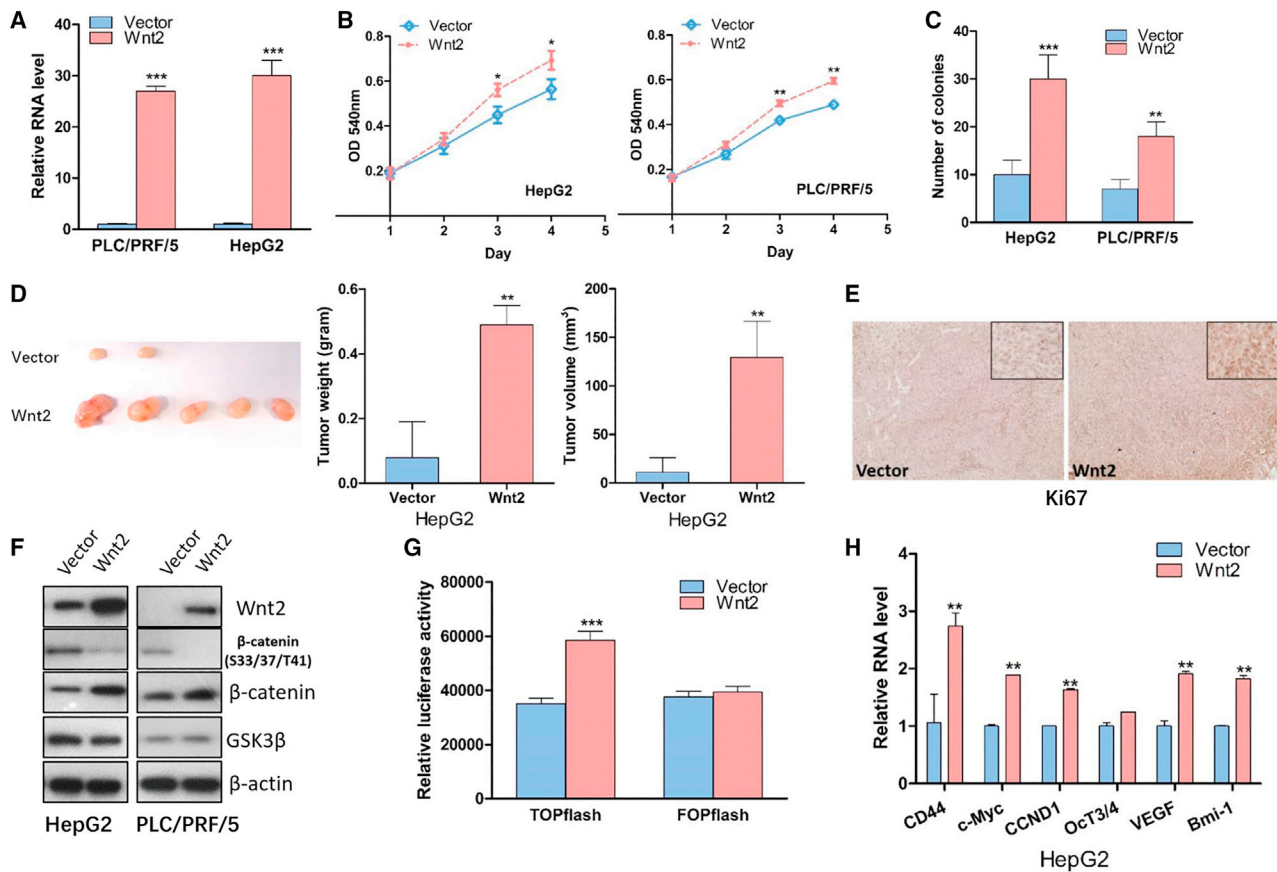 A
Vector
Wnt2
Relative RNA level
40
30
20
10
0
***
***
PLC/PRF/5
HepG2
B
Vector
Wnt2
OD 540nm
0.8
0.6
0.4
0.2
*
*
HepG2
1 2 3 4 5
Day
Vector
Wnt2
OD 540nm
0.8
0.6
0.4
0.2
**
**
PLC/PRF/5
1 2 3 4 5
Day
C
Vector
Wnt2
Number of colonies
40
30
20
10
0
***
**
HepG2
PLC/PRF/5
D
Vector
Wnt2
Tumor weight (gram)
0.6
0.4
0.2
0.0
**
Vector
Wnt2
HepG2
Tumor volume (mm³)
200
150
100
50
0
**
Vector
Wnt2
HepG2
E
Vector
Wnt2
Ki67
F
Vector
Wnt2
Vector
Wnt2
Wnt2
β-catenin
(S33/37/T41)
β-catenin
GSK3β
β-actin
HepG2
PLC/PRF/5
G
Vector
Wnt2
Relative luciferase activity
80000
60000
40000
20000
0
***
TOPflash
FOPflash
H
Vector
Wnt2
Relative RNA level
4
3
2
1
0
**
**
**
**
**
CD44
c-Myc
CCND1
OcT3/4
VEGF
Bmi-1
HepG2